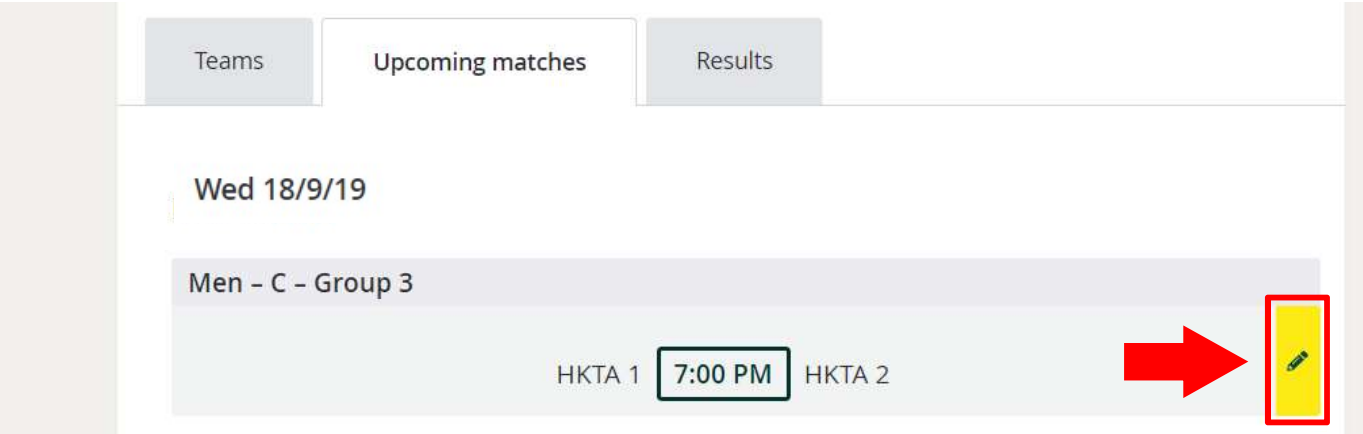 Teams Upcoming matches Results
Wed 18/9/19
Men – C – Group 3
HKTA 1 7:00 PM HKTA 2